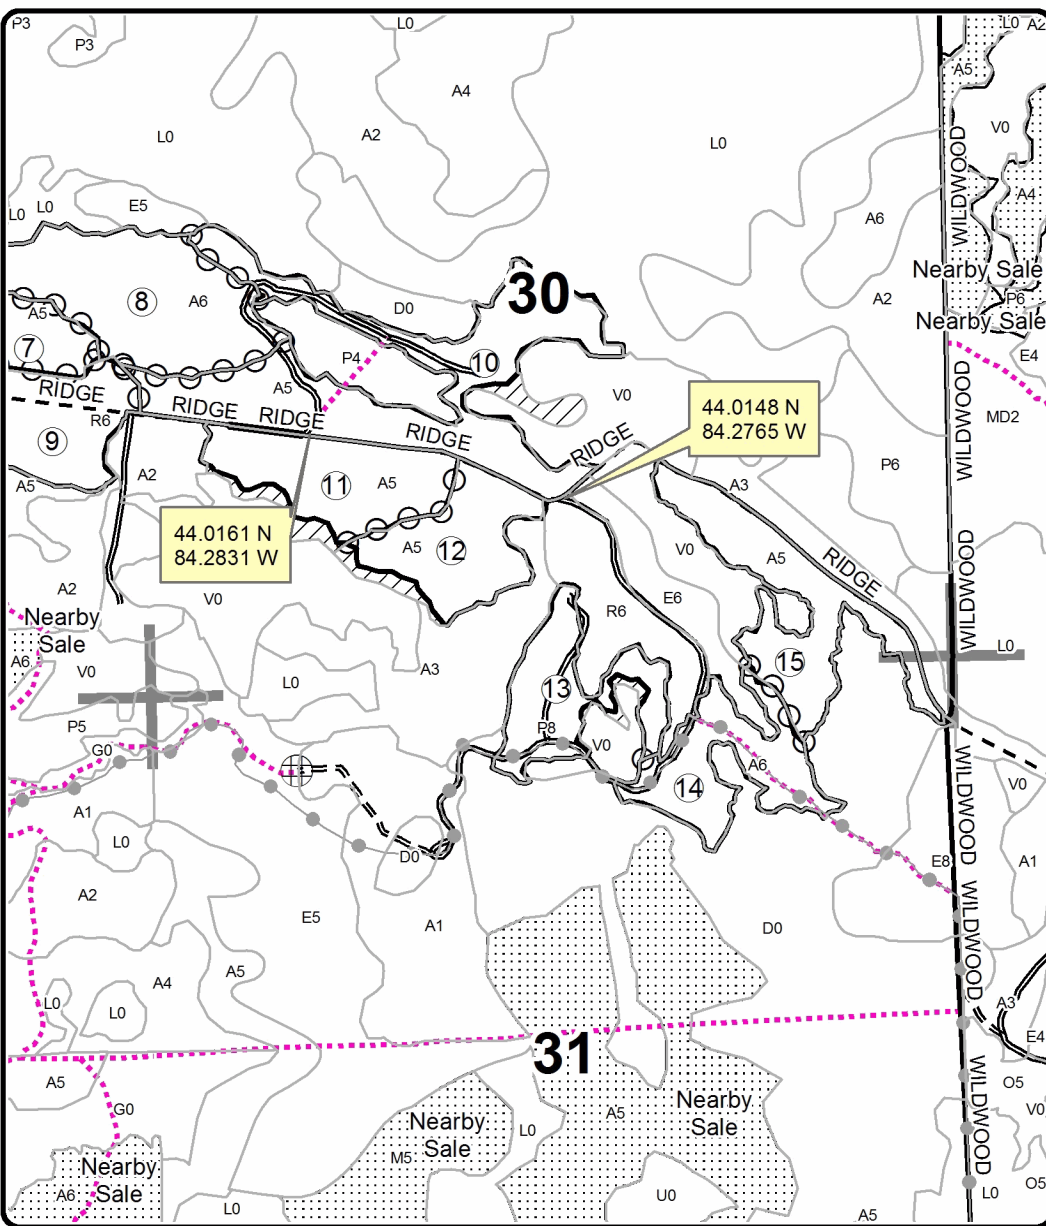 P3
L0
L0
A2
P3
A5
A4
V0
L0
A2
L0
WILDWOOD
A4
E5
L0
L0
A6
Nearby Sale
8
A6
30
A2
P6
D0
A5
Nearby Sale
7
P4
10
E4
RIDGE
A5
V0
44.0148 N
84.2765 W
WILDWOOD
MD2
RIDGE
RIDGE
R6
9
RIDGE
RIDGE
P6
A2
A5
11
A5
A3
44.0161 N
84.2831 W
A5
12
V0
A5
RIDGE
WILDWOOD
A2
V0
E6
R6
Nearby
Sale
A6
V0
A3
15
L0
L0
13
P5
P8
V0
G0
A6
14
WILDWOOD
V0
A1
L0
D0
E8
A1
A2
E5
A1
D0
WILDWOOD
A5
A4
L0
L0
A3
31
E4
A5
O5
WILDWOOD
G0
Nearby
Sale
L0
A5
Nearby
Sale
V0
M5
Nearby
Sale
A6
U0
L0
O5
L0
A5